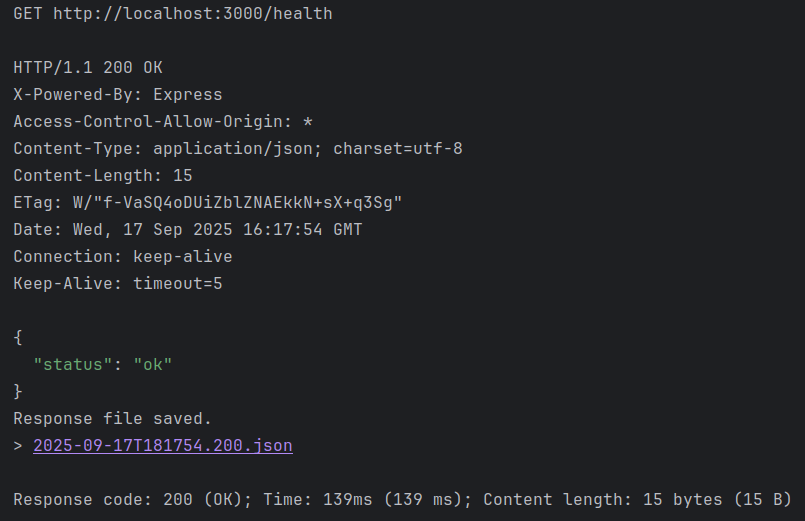 GET http://localhost:3000/health
HTTP/1.1 200 OK
X-Powered-By: Express
Access-Control-Allow-Origin: *
Content-Type: application/json; charset=utf-8
Content-Length: 15
ETag: W/"f-VaSQ4oDUiZblZNAEkkN+sX+q3Sg"
Date: Wed, 17 Sep 2025 16:17:54 GMT
Connection: keep-alive
Keep-Alive: timeout=5
{
  "status": "ok"
}
Response file saved.
> 2025-09-17T181754.200.json
Response code: 200 (OK); Time: 139ms (139 ms); Content length: 15 bytes (15 B)